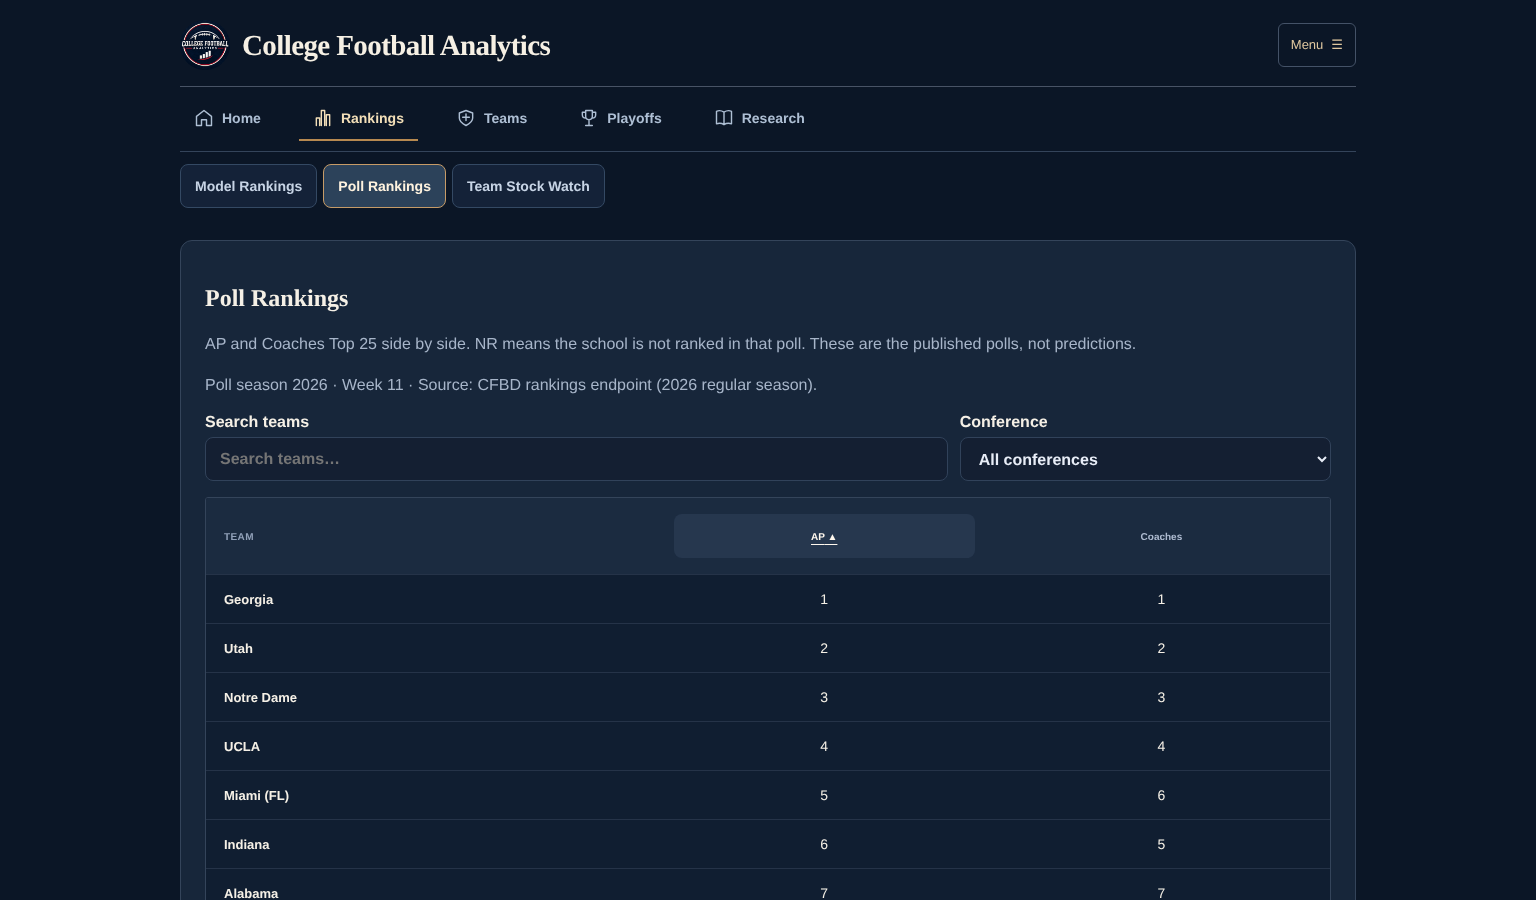 COLLEGE FOOTBALL
ANALYTICS
College Football Analytics
Menu ☰
Home
Rankings
Teams
Playoffs
Research
Model Rankings
Poll Rankings
Team Stock Watch
Poll Rankings
AP and Coaches Top 25 side by side. NR means the school is not ranked in that poll. These are the published polls, not predictions.
Poll season 2026 · Week 11 · Source: CFBD rankings endpoint (2026 regular season).
Search teams
Conference
Search teams…
All conferences
TEAM AP ▲ Coaches
Georgia 1 1
Utah 2 2
Notre Dame 3 3
UCLA 4 4
Miami (FL) 5 6
Indiana 6 5
Alabama 7 7